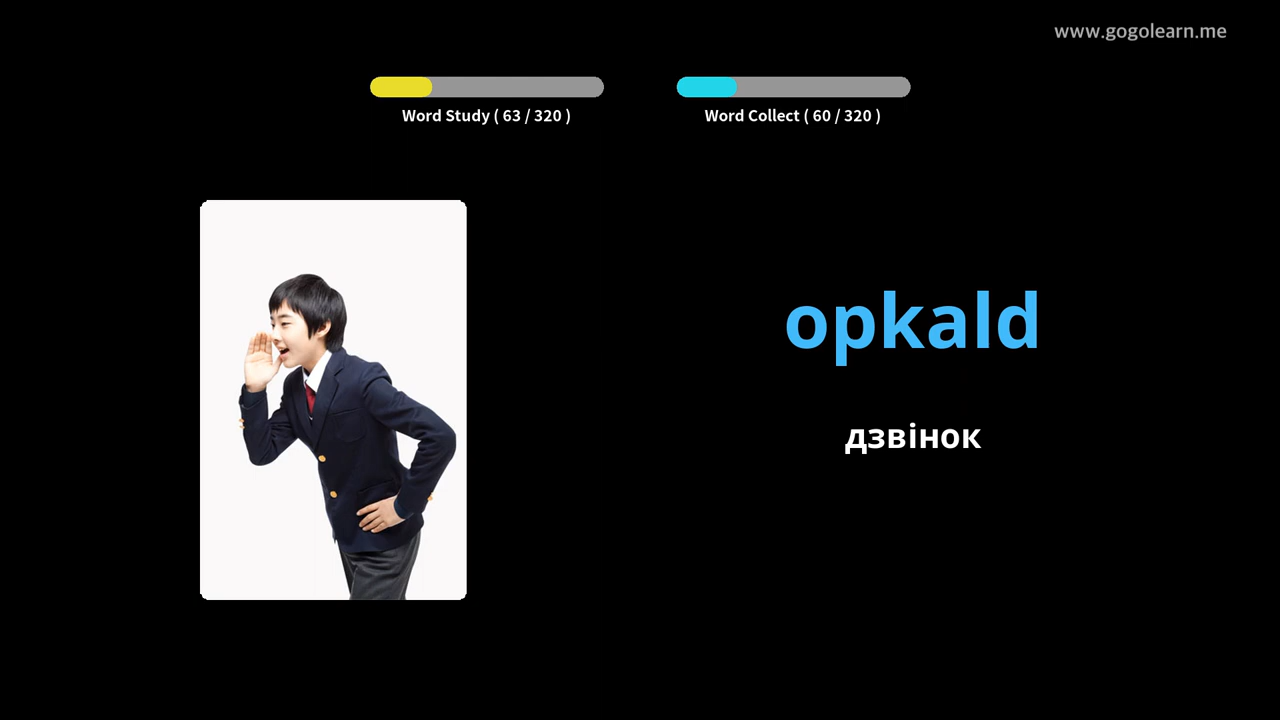 www.gogolearn.me
Word Study ( 63 / 320 )
Word Collect ( 60 / 320 )
opkald
дзвінок